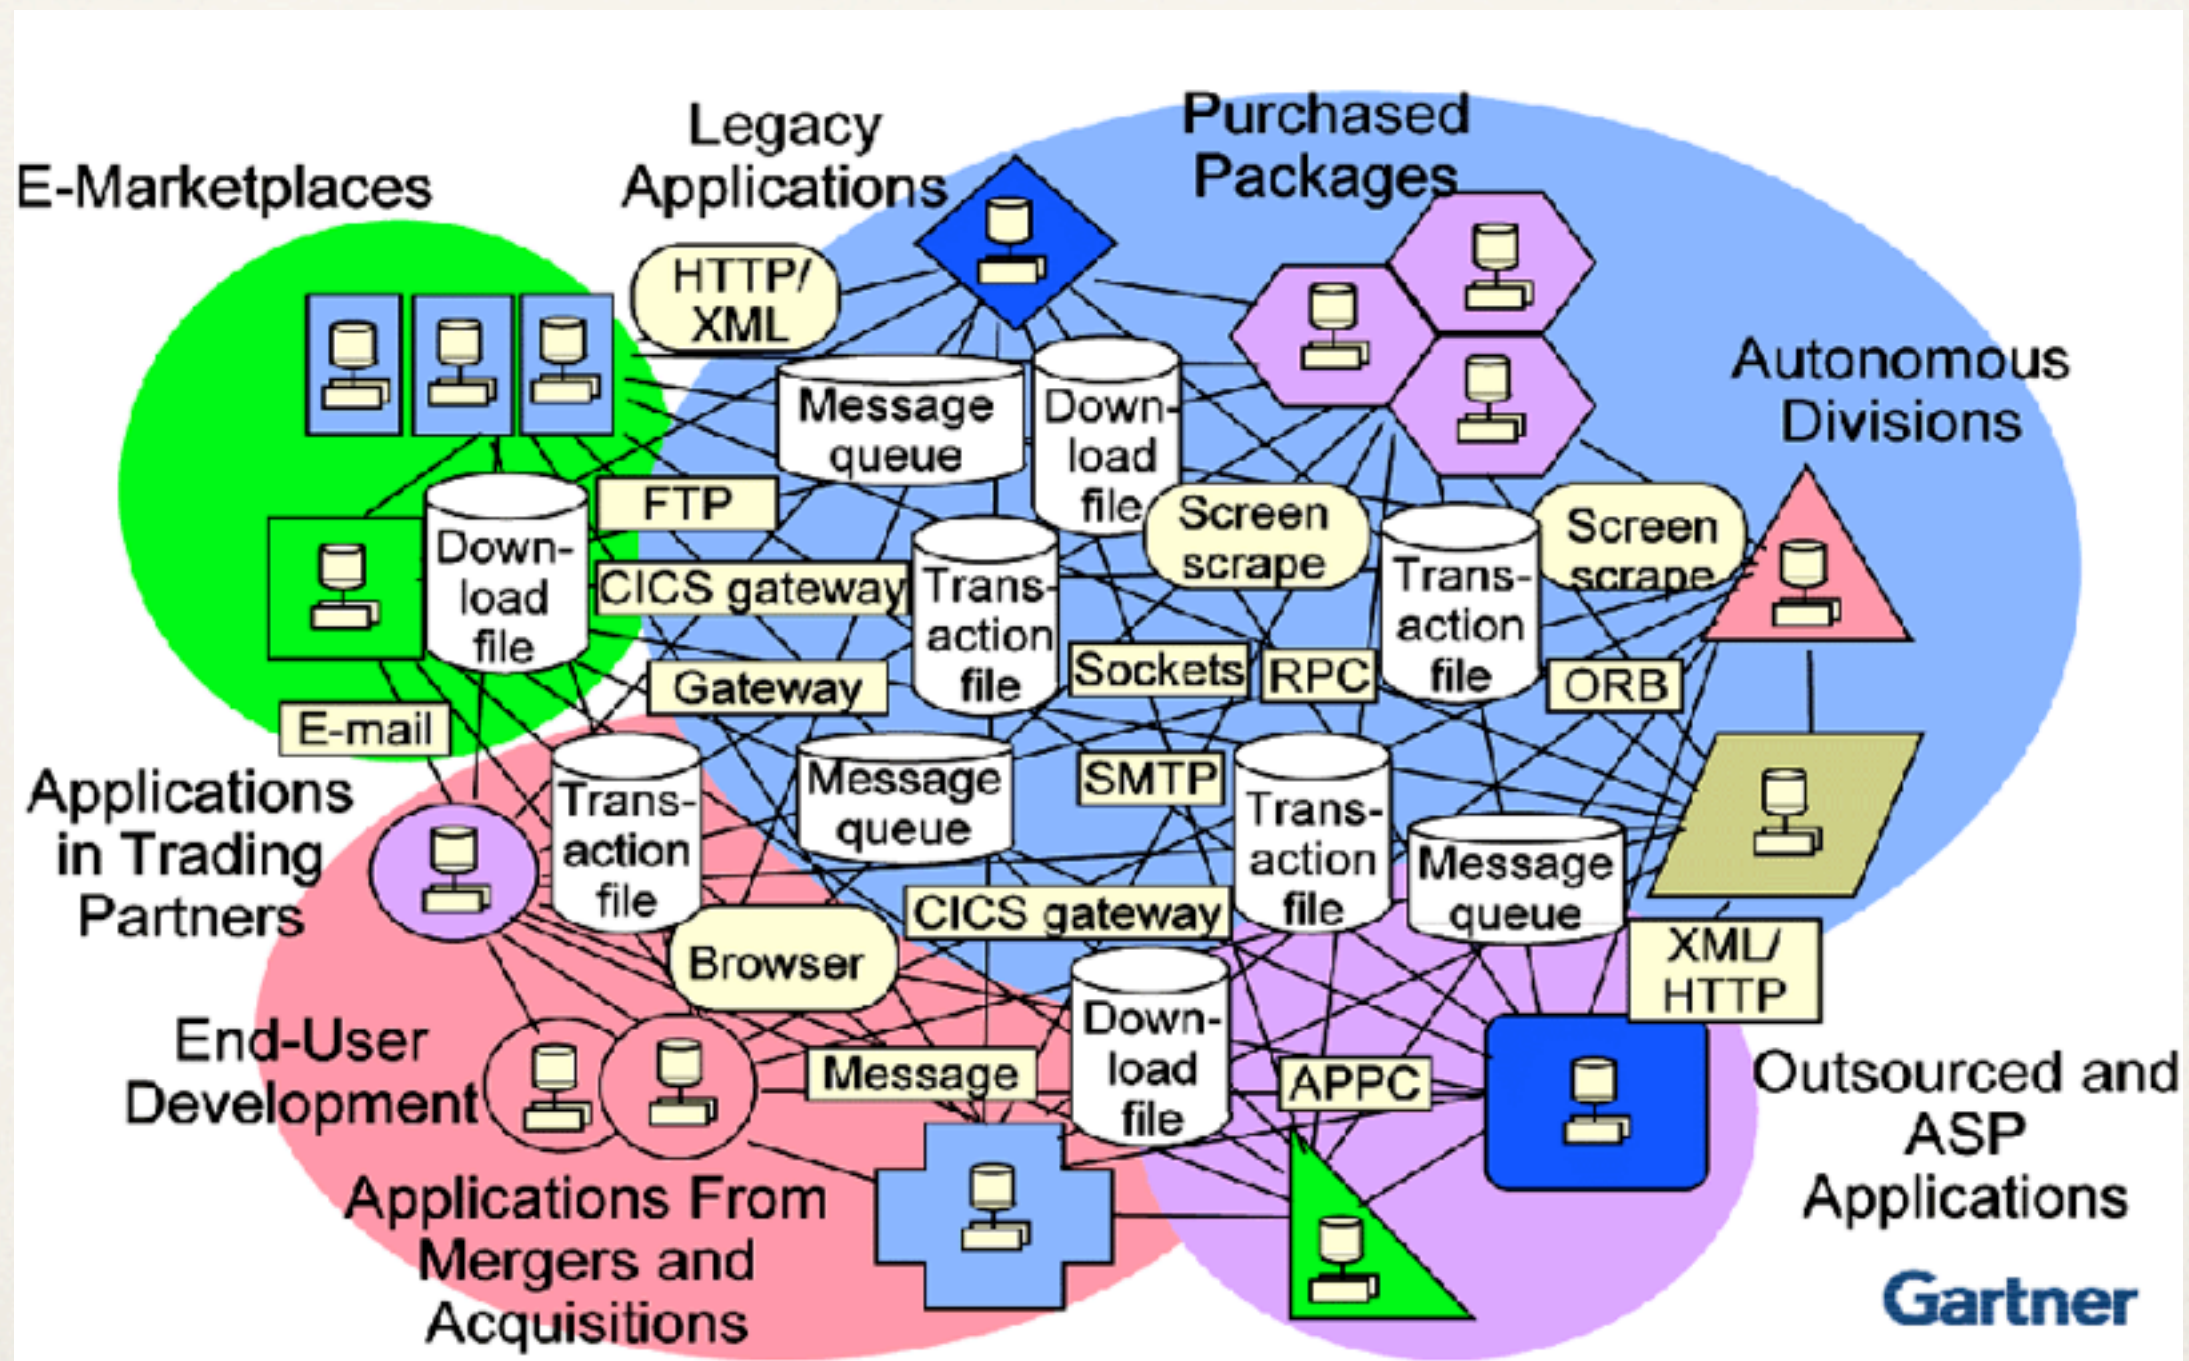 Legacy
Applications
Purchased
Packages
E-Marketplaces
HTTP/
XML
Autonomous
Divisions
Message
queue
Down-
load
file
FTP
Screen
scrape
Screen
scrape
Down-
load
file
CICS gateway
Trans-
action
file
Trans-
action
file
Sockets
RPC
ORB
Gateway
E-mail
Applications
in Trading
Partners
Trans-
action
file
Message
queue
SMTP
Trans-
action
file
Message
queue
CICS gateway
Browser
XML/
HTTP
Down-
load
file
End-User
Development
Message
APPC
Outsourced and
ASP
Applications
Applications From
Mergers and
Acquisitions
Gartner